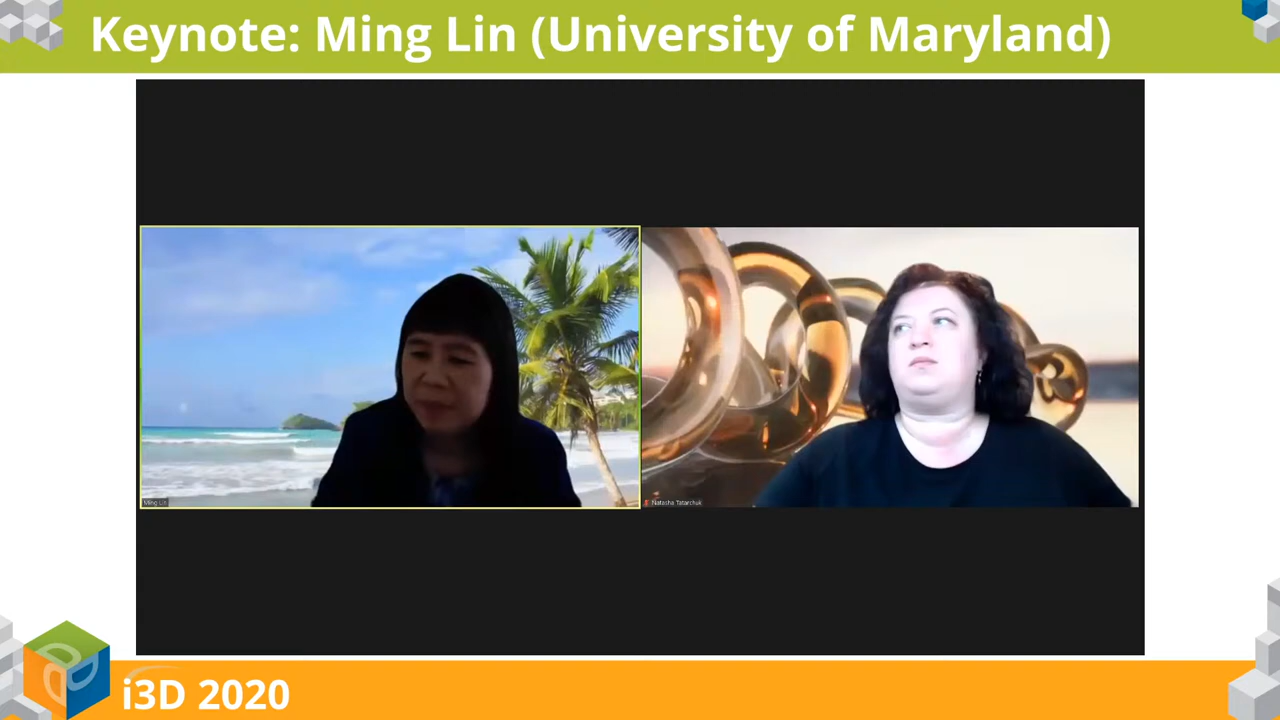 Keynote: Ming Lin (University of Maryland)
Ming Lin
Natasha Tatarchuk
i3D 2020